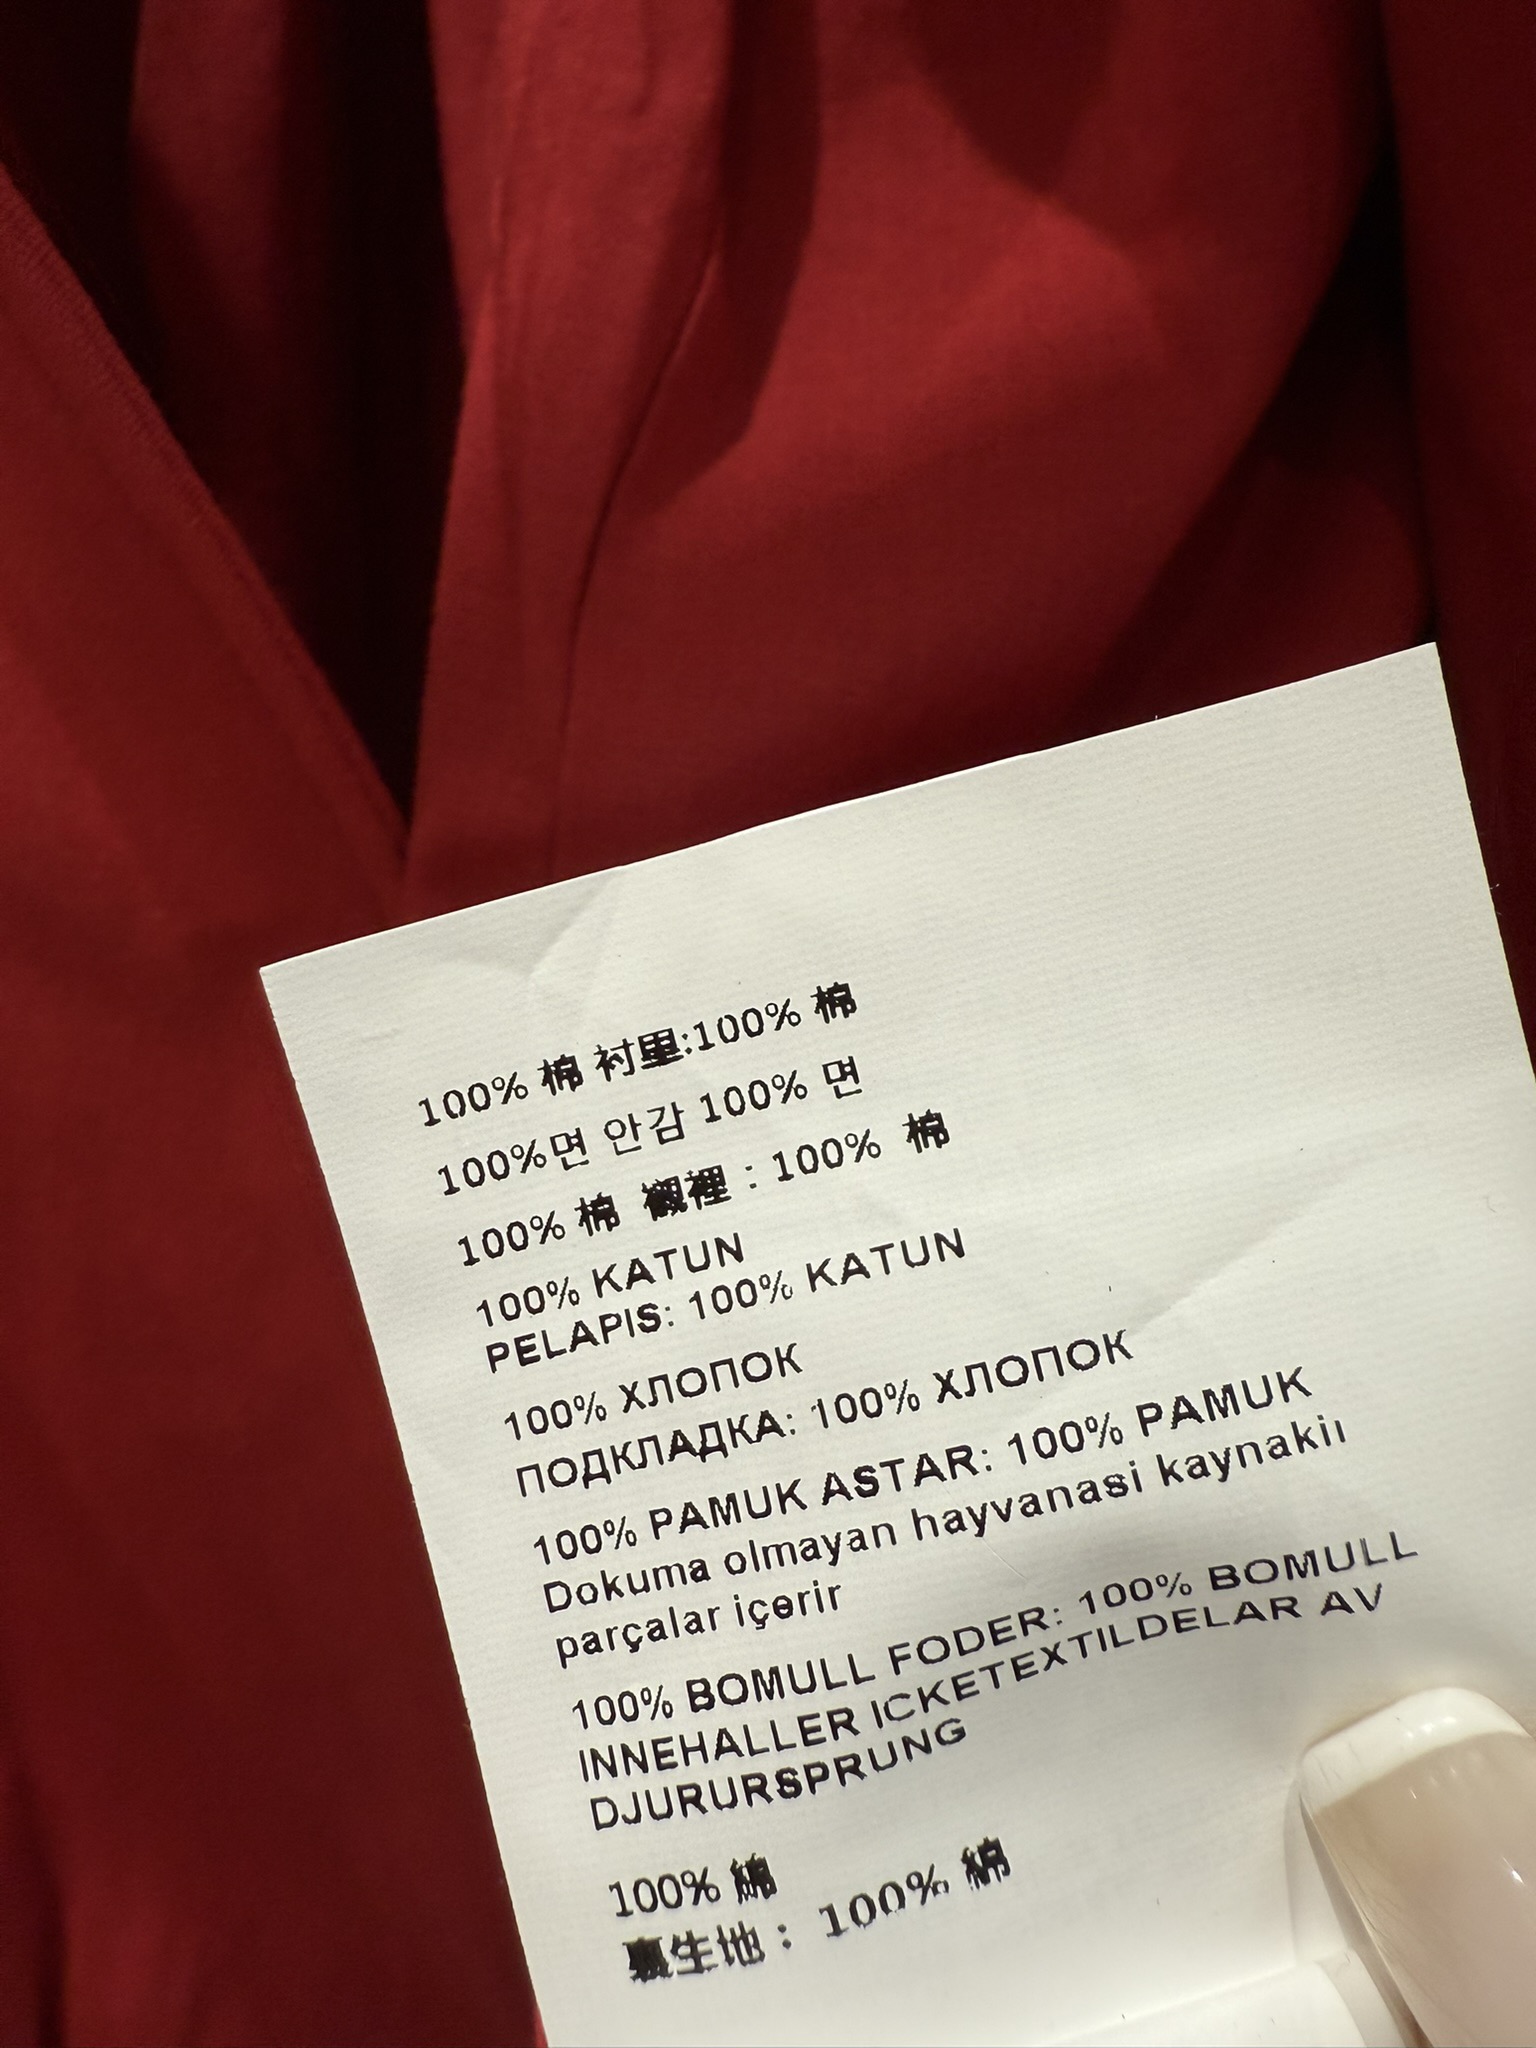 100% 棉 衬里:100% 棉
100%면 안감 100% 면
100% 棉 襯裡 : 100% 棉
100% KATUN
PELAPIS: 100% KATUN
100% ХЛОПОК
ПОДКЛАДКА: 100% ХЛОПОК
100% PAMUK ASTAR: 100% PAMUK
Dokuma olmayan hayvanasi kaynakiı
parçalar içerir
100% BOMULL FODER: 100% BOMULL
INNEHALLER ICKETEXTILDELAR AV
DJURURSPRUNG
100% 綿
裏生地 : 100% 綿